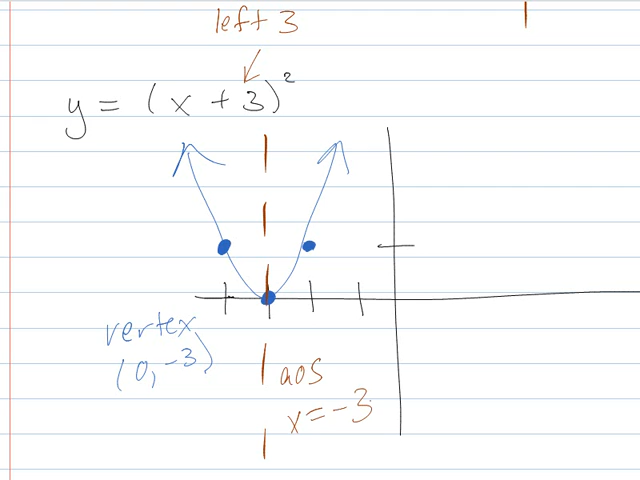 left 3
y = (x + 3)²
vertex
(0, -3)
aos
x = -3